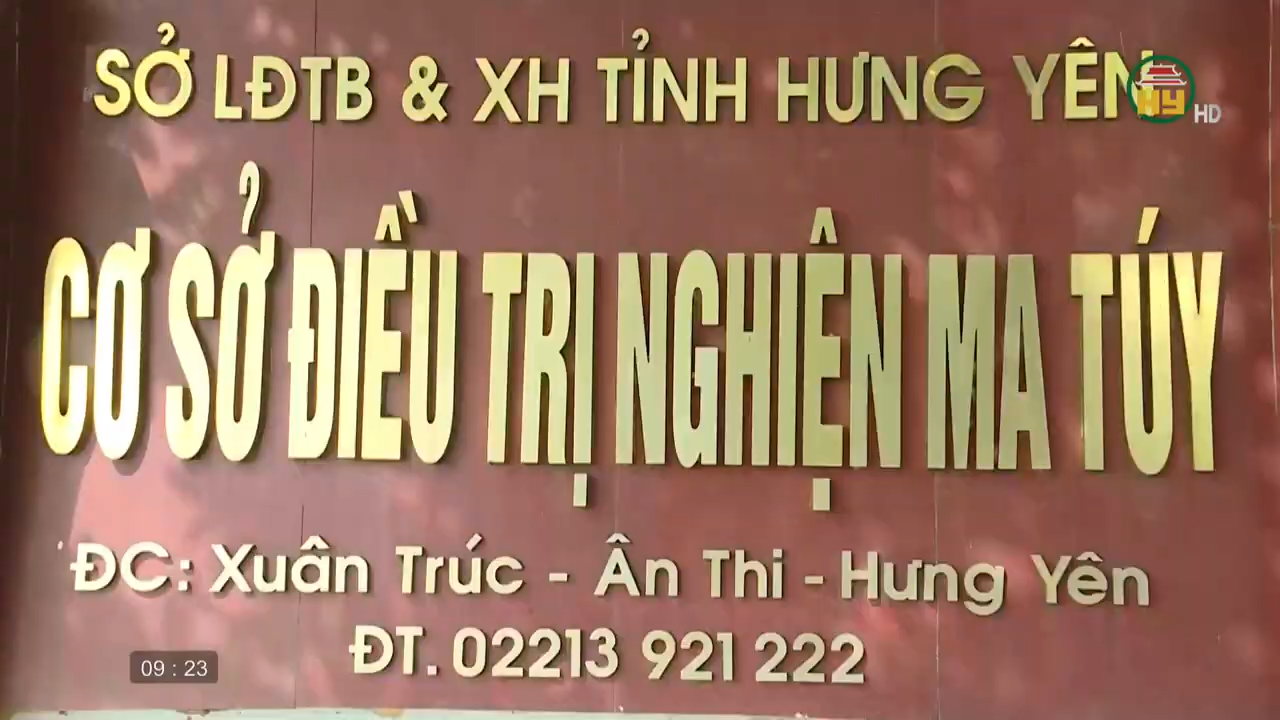 SỞ LĐTB & XH TỈNH HƯNG YÊN
HY HD
CƠ SỞ ĐIỀU TRỊ NGHIỆN MA TÚY
ĐC: Xuân Trúc - Ân Thi - Hưng Yên
ĐT. 02213 921 222
09 : 23